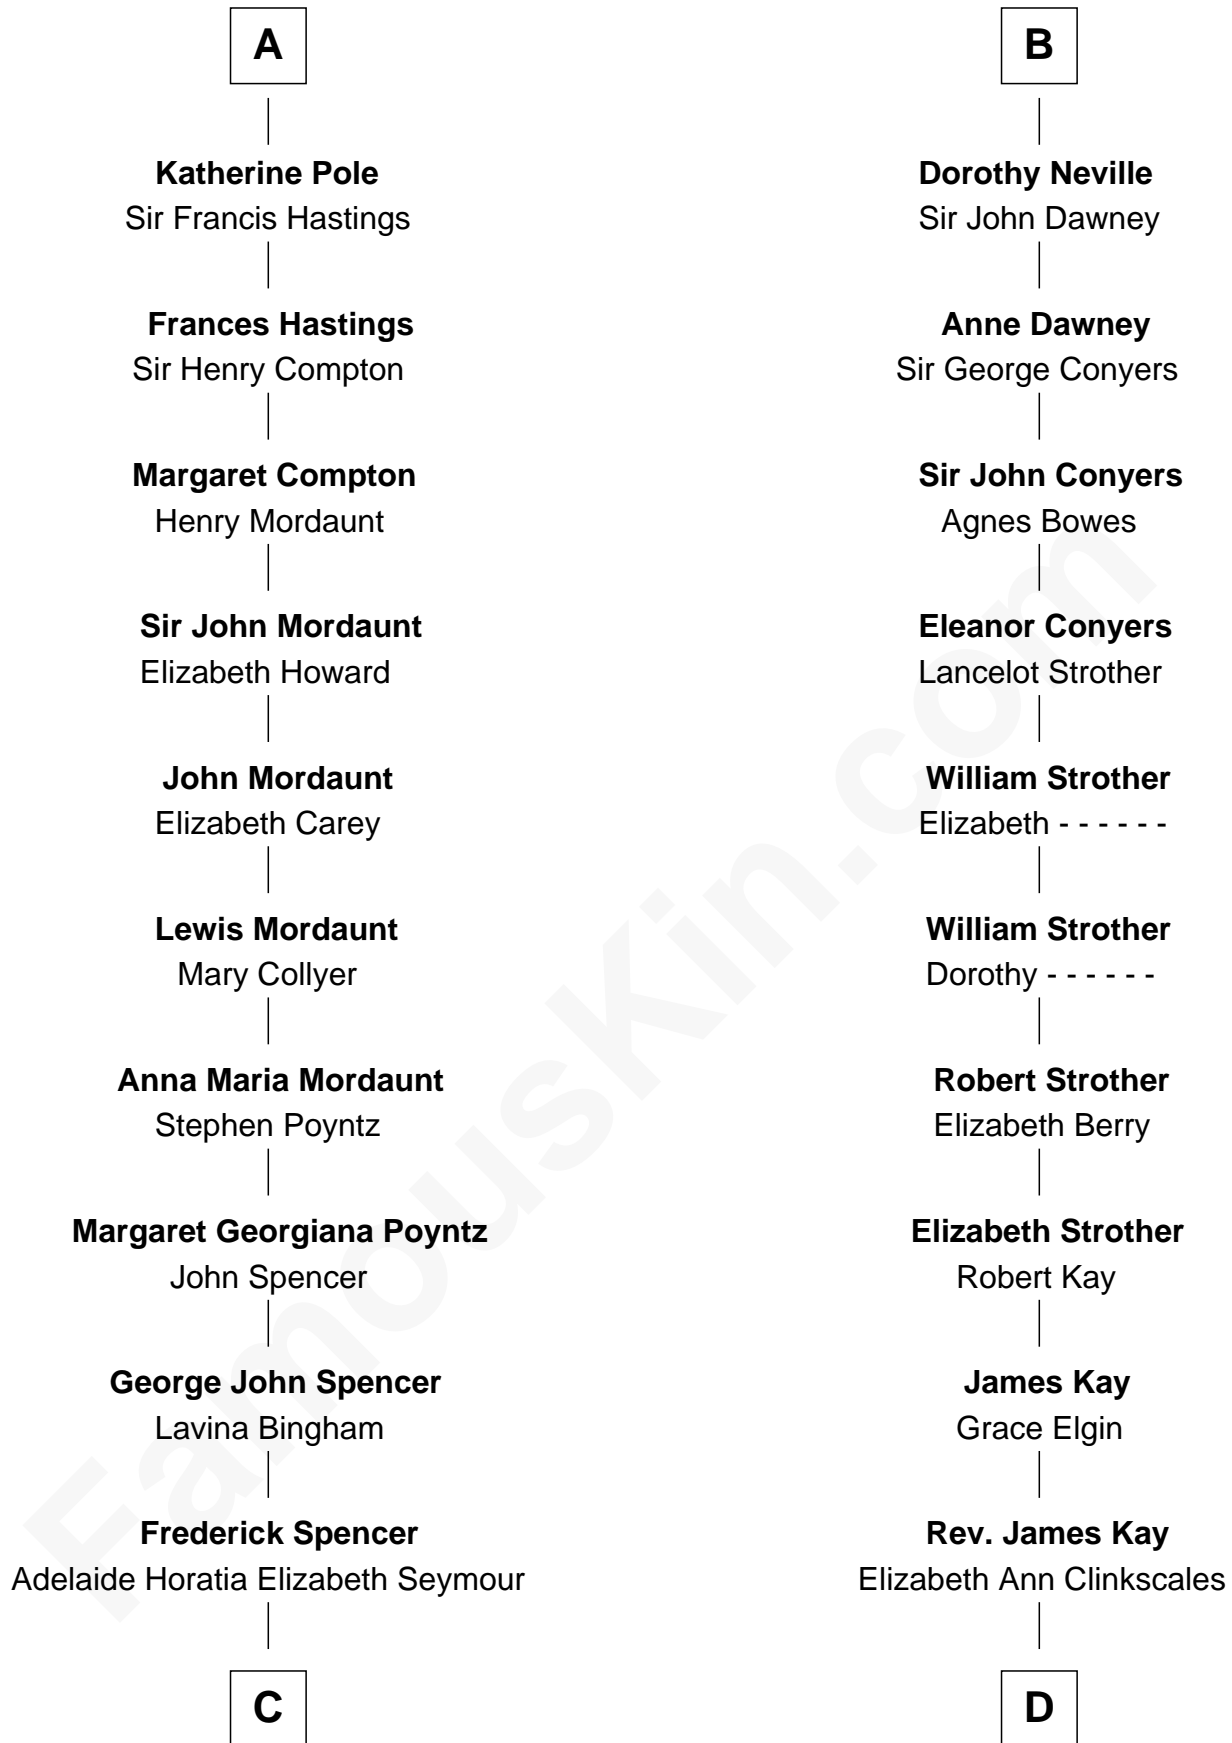 A
Katherine Pole
Sir Francis Hastings
Frances Hastings
Sir Henry Compton
Margaret Compton
Henry Mordaunt
Sir John Mordaunt
Elizabeth Howard
John Mordaunt
Elizabeth Carey
Lewis Mordaunt
Mary Collyer
Anna Maria Mordaunt
Stephen Poyntz
Margaret Georgiana Poyntz
John Spencer
George John Spencer
Lavina Bingham
Frederick Spencer
Adelaide Horatia Elizabeth Seymour
C
B
Dorothy Neville
Sir John Dawney
Anne Dawney
Sir George Conyers
Sir John Conyers
Agnes Bowes
Eleanor Conyers
Lancelot Strother
William Strother
Elizabeth - - - - - -
William Strother
Dorothy - - - - - -
Robert Strother
Elizabeth Berry
Elizabeth Strother
Robert Kay
James Kay
Grace Elgin
Rev. James Kay
Elizabeth Ann Clinkscales
D
FamousKin.com